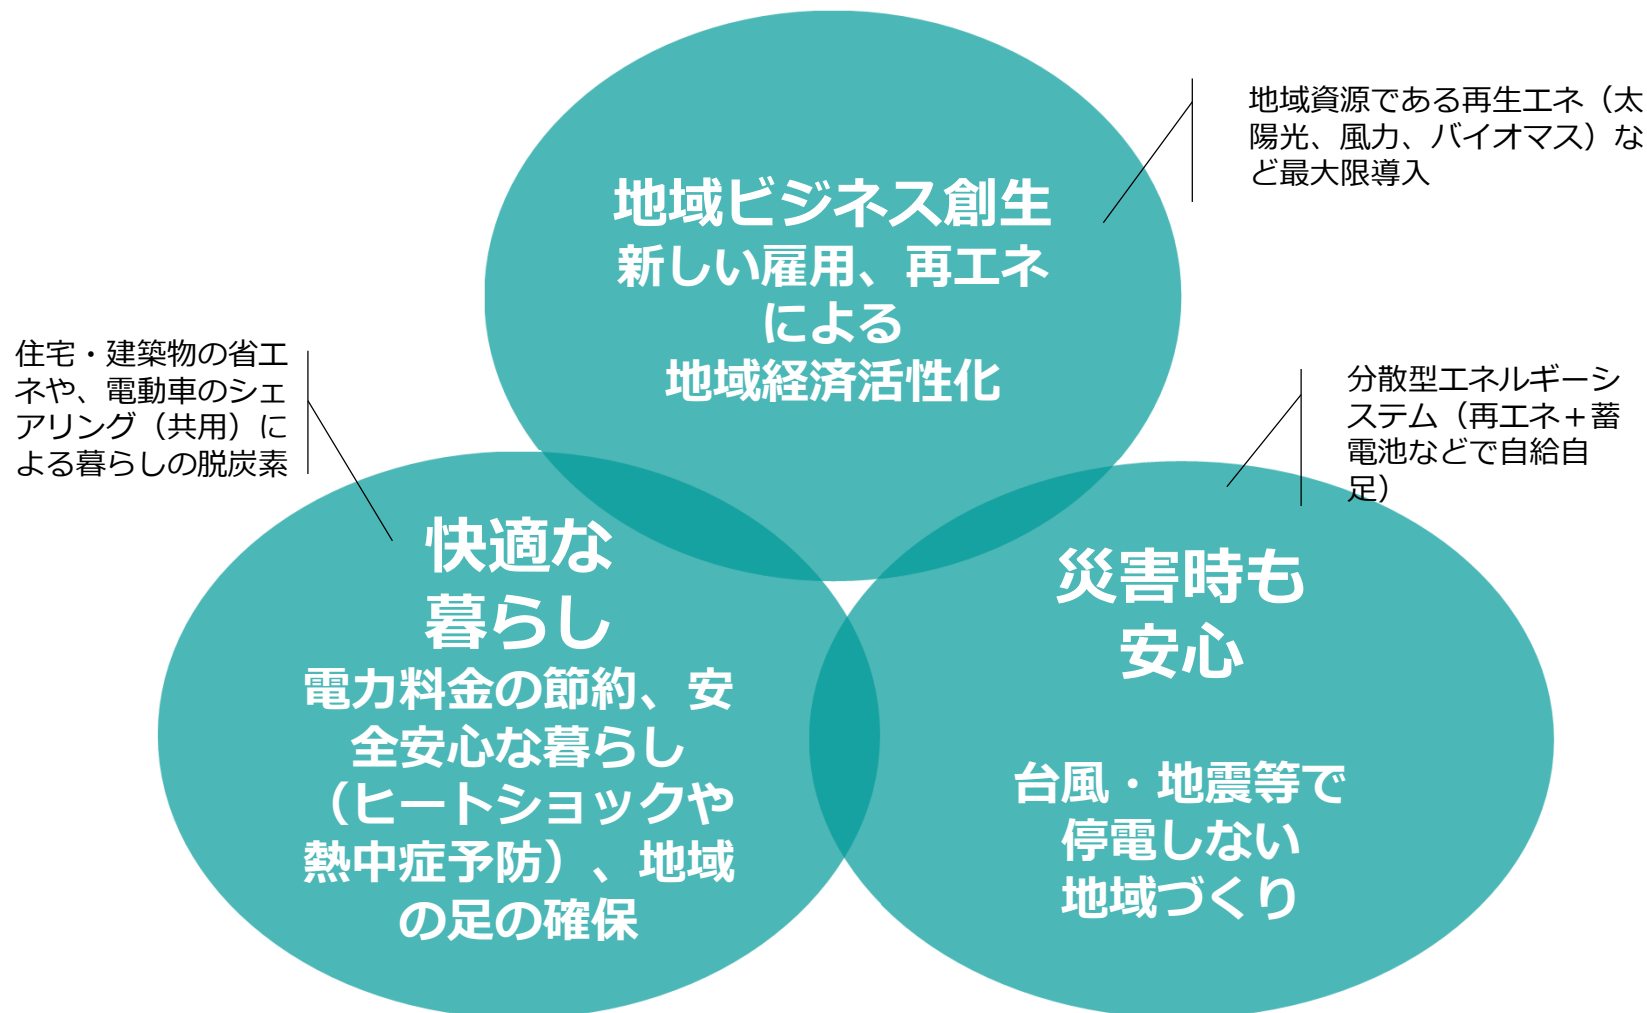 地域資源である再生エネ（太
陽光、風力、バイオマス）な
ど最大限導入
地域ビジネス創生
新しい雇用、再エネ
による
地域経済活性化
住宅・建築物の省エ
ネや、電動車のシェ
アリング（共用）に
よる暮らしの脱炭素
分散型エネルギーシ
ステム（再エネ＋蓄
電池などで自給自
足）
快適な
暮らし
電力料金の節約、安
全安心な暮らし
（ヒートショックや
熱中症予防）、地域
の足の確保
災害時も
安心
台風・地震等で
停電しない
地域づくり